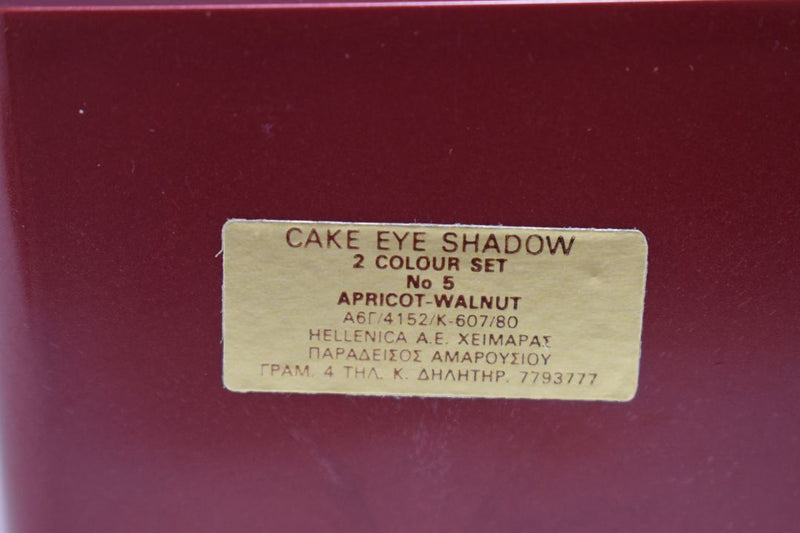 CAKE EYE SHADOW
2 COLOUR SET
No 5
APRICOT-WALNUT
Α6Γ/4152/Κ-607/80
HELLENICA A.E. ΧΕΙΜΑΡΑΣ
ΠΑΡΑΔΕΙΣΟΣ ΑΜΑΡΟΥΣΙΟΥ
ΓΡΑΜ. 4 ΤΗΛ. Κ. ΔΗΛΗΤΗΡ. 7793777